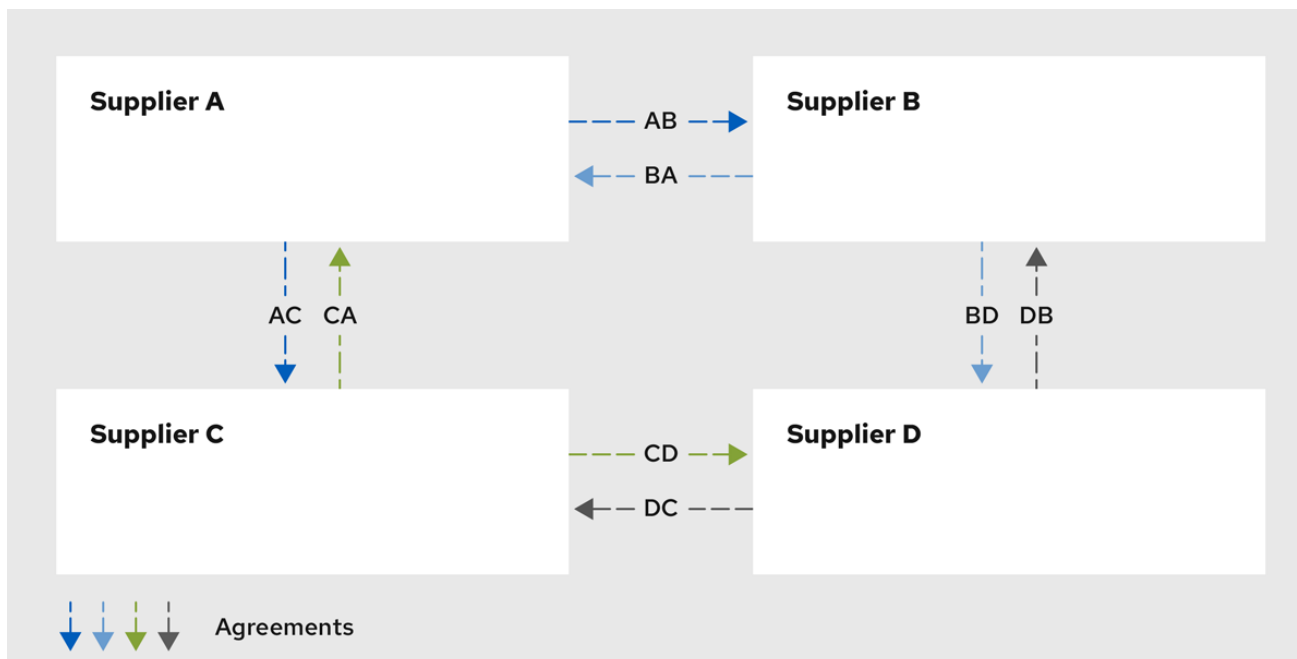 Supplier A
Supplier B
AB
BA
AC CA
BD DB
Supplier C
Supplier D
CD
DC
Agreements